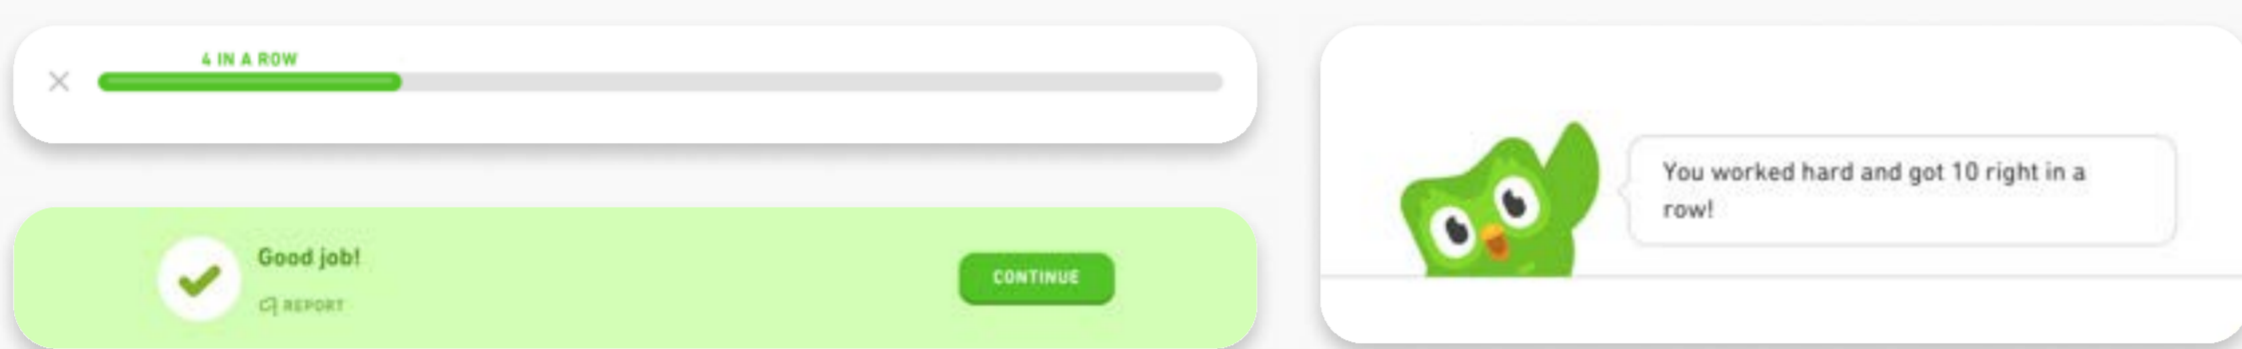 4 IN A ROW
Good job!
REPORT
CONTINUE
You worked hard and got 10 right in a
row!